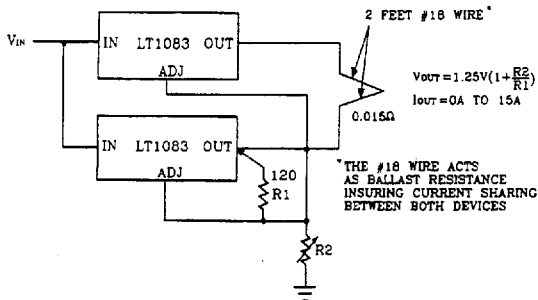 2 FEET #18 WIRE*
VIN
IN LT1083 OUT
ADJ
VOUT=1.25V(1+R2/R1)
IOUT=0A TO 15A
0.015Ω
IN LT1083 OUT
ADJ
120
R1
*THE #18 WIRE ACTS
AS BALLAST RESISTANCE
INSURING CURRENT SHARING
BETWEEN BOTH DEVICES
R2